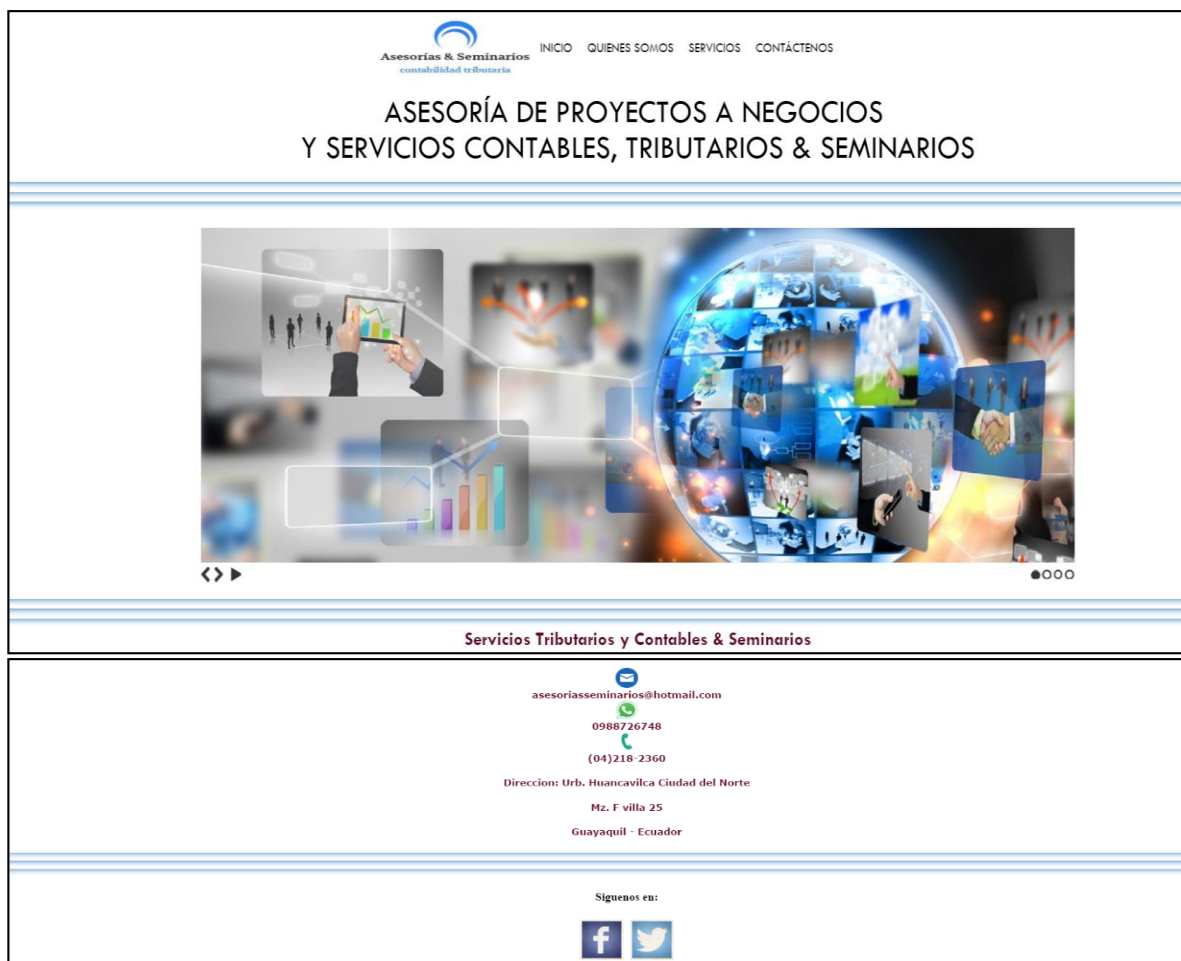 Asesorías & Seminarios
contabilidad tributaria
INICIO QUIENES SOMOS SERVICIOS CONTÁCTENOS
ASESORÍA DE PROYECTOS A NEGOCIOS
Y SERVICIOS CONTABLES, TRIBUTARIOS & SEMINARIOS
Servicios Tributarios y Contables & Seminarios
asesoriasseminarios@hotmail.com
0988726748
(04)218-2360
Direccion: Urb. Huancavilca Ciudad del Norte
Mz. F villa 25
Guayaquil - Ecuador
Siguenos en: